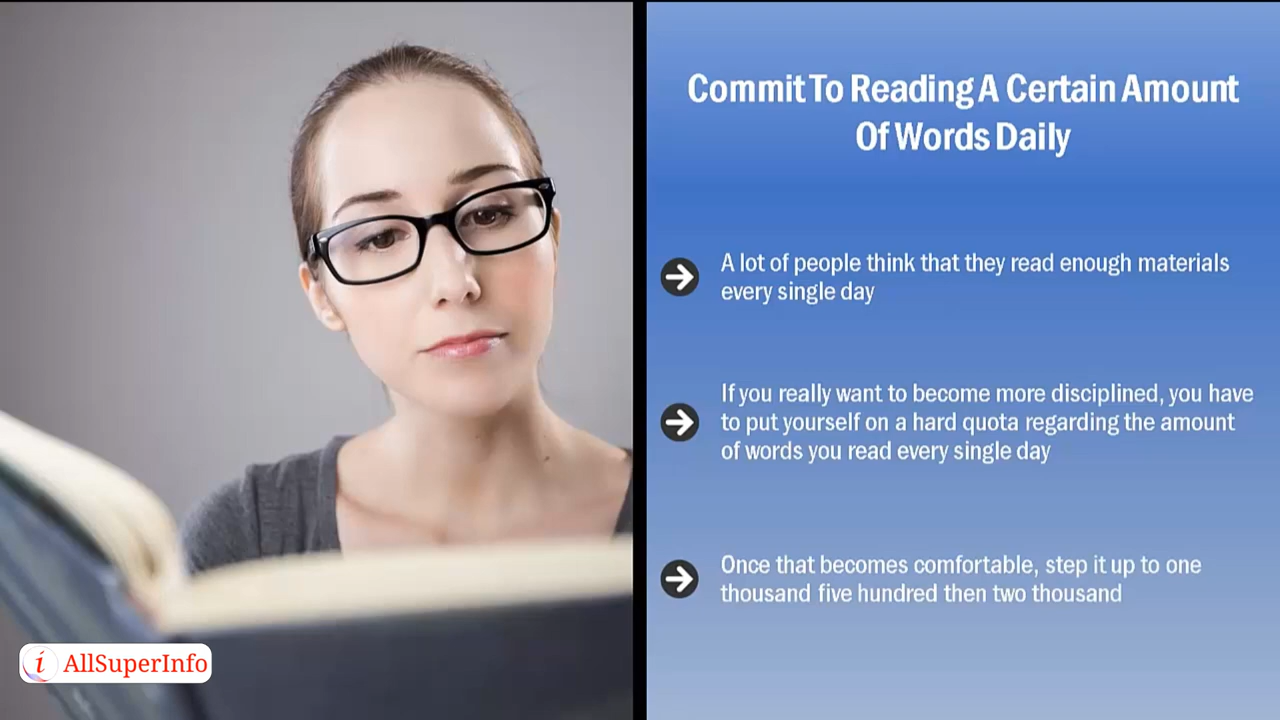 Commit To Reading A Certain Amount
Of Words Daily
A lot of people think that they read enough materials
every single day
If you really want to become more disciplined, you have
to put yourself on a hard quota regarding the amount
of words you read every single day
Once that becomes comfortable, step it up to one
thousand five hundred then two thousand
i AllSuperInfo